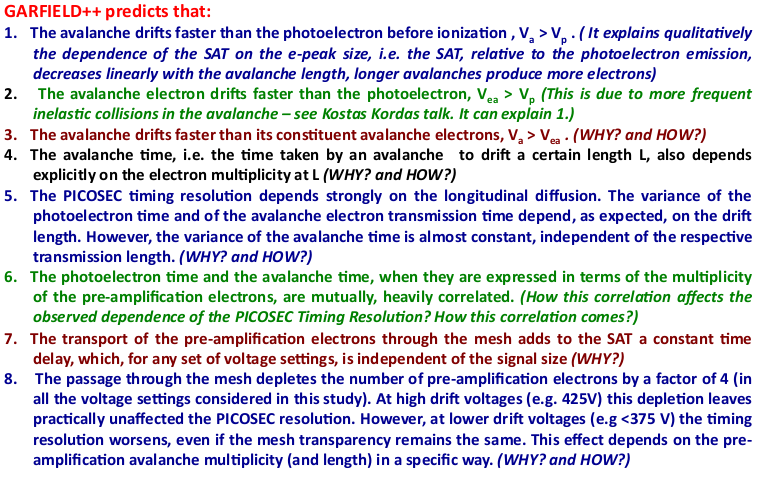 GARFIELD++ predicts that:
1. The avalanche drifts faster than the photoelectron before ionization , Va > Vp . ( It explains qualitatively
the dependence of the SAT on the e-peak size, i.e. the SAT, relative to the photoelectron emission,
decreases linearly with the avalanche length, longer avalanches produce more electrons)
2. The avalanche electron drifts faster than the photoelectron, Vea > Vp (This is due to more frequent
inelastic collisions in the avalanche – see Kostas Kordas talk. It can explain 1.)
3. The avalanche drifts faster than its constituent avalanche electrons, Va > Vea . (WHY? and HOW?)
4. The avalanche time, i.e. the time taken by an avalanche to drift a certain length L, also depends
explicitly on the electron multiplicity at L (WHY? and HOW?)
5. The PICOSEC timing resolution depends strongly on the longitudinal diffusion. The variance of the
photoelectron time and of the avalanche electron transmission time depend, as expected, on the drift
length. However, the variance of the avalanche time is almost constant, independent of the respective
transmission length. (WHY? and HOW?)
6. The photoelectron time and the avalanche time, when they are expressed in terms of the multiplicity
of the pre-amplification electrons, are mutually, heavily correlated. (How this correlation affects the
observed dependence of the PICOSEC Timing Resolution? How this correlation comes?)
7. The transport of the pre-amplification electrons through the mesh adds to the SAT a constant time
delay, which, for any set of voltage settings, is independent of the signal size (WHY?)
8. The passage through the mesh depletes the number of pre-amplification electrons by a factor of 4 (in
all the voltage settings considered in this study). At high drift voltages (e.g. 425V) this depletion leaves
practically unaffected the PICOSEC resolution. However, at lower drift voltages (e.g <375 V) the timing
resolution worsens, even if the mesh transparency remains the same. This effect depends on the pre-
amplification avalanche multiplicity (and length) in a specific way. (WHY? and HOW?)